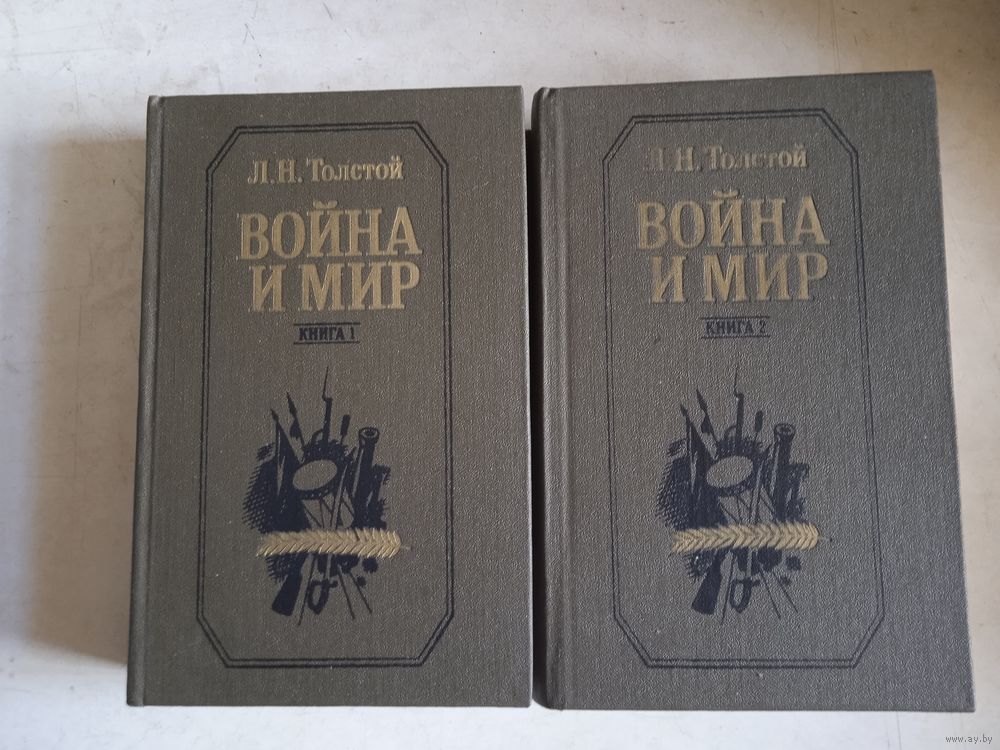 Л. Н. Толстой
ВОЙНА
И МИР
КНИГА 1
Л. Н. Толстой
ВОЙНА
И МИР
КНИГА 2
www.ay.by